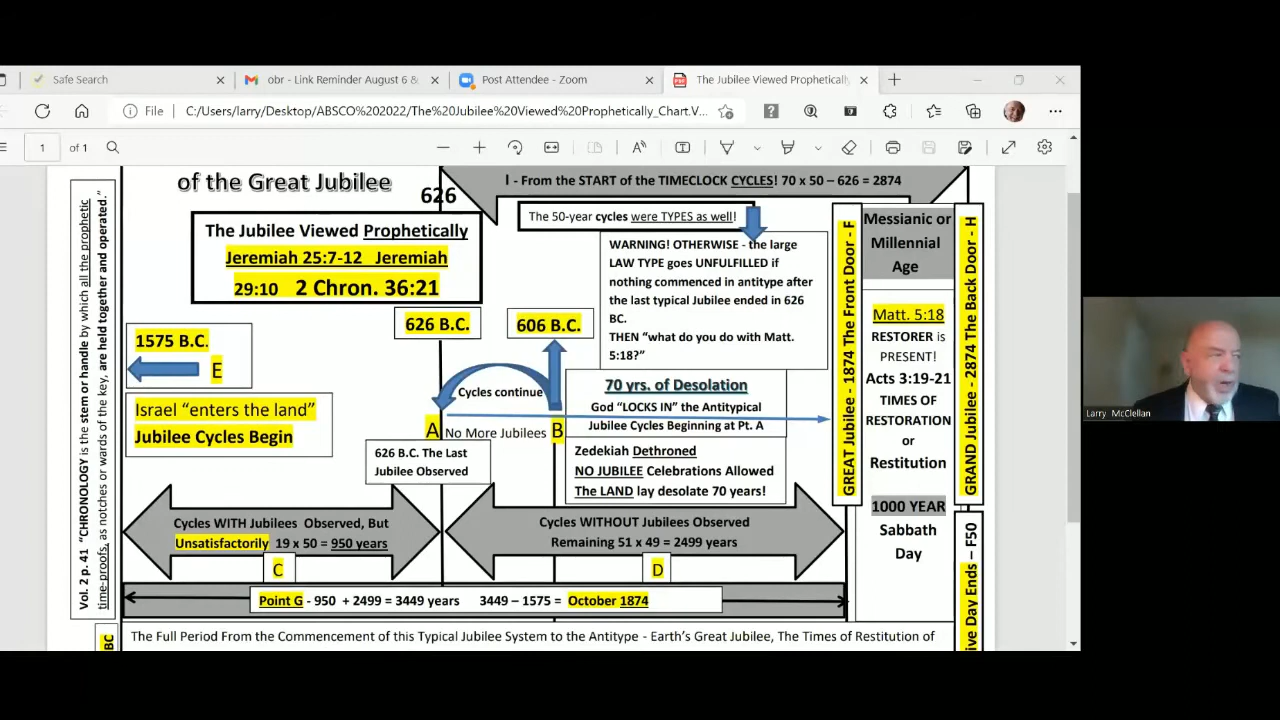 Safe Search
obr - Link Reminder August 6 &
Post Attendee - Zoom
The Jubilee Viewed Prophetically
File
C:/Users/larry/Desktop/ABSCO%202022/The%20Jubilee%20Viewed%20Prophetically_Chart.V...
1
of 1
of the Great Jubilee
626
I - From the START of the TIMECLOCK CYCLES! 70 x 50 – 626 = 2874
The 50-year cycles were TYPES as well!
The Jubilee Viewed Prophetically
Jeremiah 25:7-12 Jeremiah
29:10 2 Chron. 36:21
WARNING! OTHERWISE - the large
LAW TYPE goes UNFULFILLED if
nothing commenced in antitype after
the last typical Jubilee ended in 626
BC.
THEN “what do you do with Matt.
5:18?”
626 B.C.
606 B.C.
1575 B.C.
E
Israel “enters the land”
Jubilee Cycles Begin
Cycles continue
A
No More Jubilees
B
626 B.C. The Last
Jubilee Observed
70 yrs. of Desolation
God “LOCKS IN” the Antitypical
Jubilee Cycles Beginning at Pt. A
Zedekiah Dethroned
NO JUBILEE Celebrations Allowed
The LAND lay desolate 70 years!
Cycles WITH Jubilees Observed, But
Unsatisfactorily 19 x 50 = 950 years
C
Cycles WITHOUT Jubilees Observed
Remaining 51 x 49 = 2499 years
D
Point G - 950 + 2499 = 3449 years 3449 – 1575 = October 1874
The Full Period From the Commencement of this Typical Jubilee System to the Antitype - Earth’s Great Jubilee, The Times of Restitution of
Vol. 2 p. 41 “CHRONOLOGY is the stem or handle by which all the prophetic
time-proofs, as notches or wards of the key, are held together and operated.”
BC
GREAT Jubilee - 1874 The Front Door - F
Messianic or
Millennial
Age
Matt. 5:18
RESTORER is
PRESENT!
Acts 3:19-21
TIMES OF
RESTORATION
or
Restitution
1000 YEAR
Sabbath
Day
GRAND Jubilee - 2874 The Back Door - H
ive Day Ends – F50
Larry McClellan